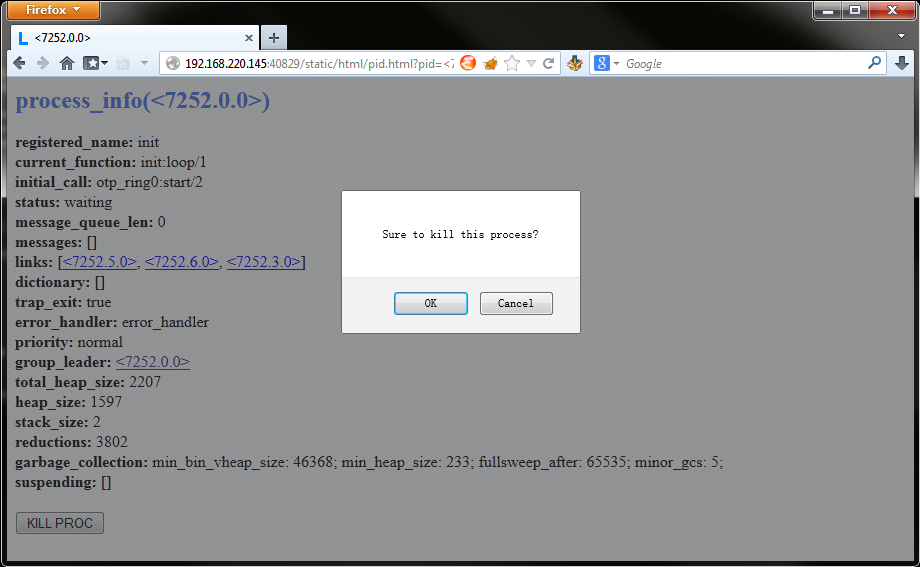 Firefox
<7252.0.0>
192.168.220.145:40829/static/html/pid.html?pid=<7
Google
process_info(<7252.0.0>)
registered_name: init
current_function: init:loop/1
initial_call: otp_ring0:start/2
status: waiting
message_queue_len: 0
messages: []
links: [<7252.5.0>, <7252.6.0>, <7252.3.0>]
dictionary: []
trap_exit: true
error_handler: error_handler
priority: normal
group_leader: <7252.0.0>
total_heap_size: 2207
heap_size: 1597
stack_size: 2
reductions: 3802
garbage_collection: min_bin_vheap_size: 46368; min_heap_size: 233; fullsweep_after: 65535; minor_gcs: 5;
suspending: []
KILL PROC
Sure to kill this process?
OK Cancel